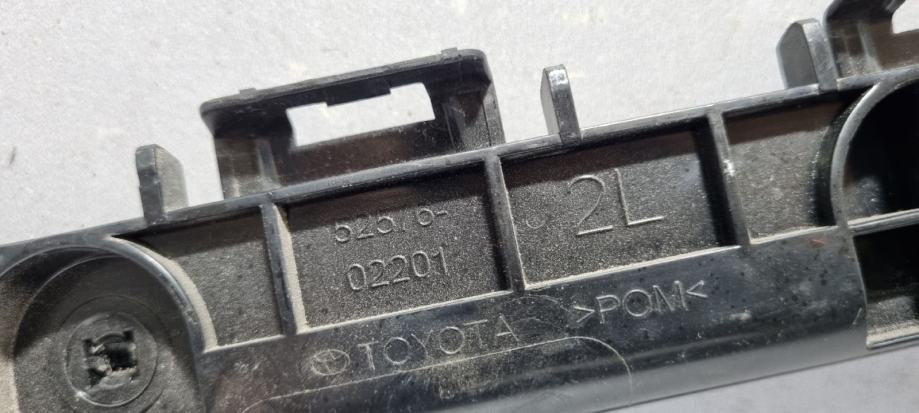 52576-
02201
2L
>POM<
TOYOTA